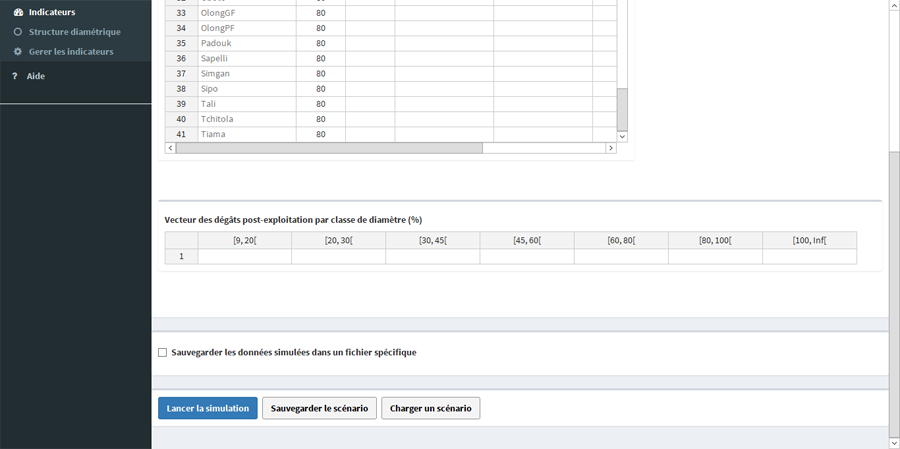 Indicateurs
Structure diamétrique
Gerer les indicateurs
? Aide
33 OlongGF 80
34 OlongPF 80
35 Padouk 80
36 Sapelli 80
37 Simgan 80
38 Sipo 80
39 Tali 80
40 Tchitola 80
41 Tiama 80
Vecteur des dégâts post-exploitation par classe de diamètre (%)
[9, 20[ [20, 30[ [30, 45[ [45, 60[ [60, 80[ [80, 100[ [100, Inf[
1
Sauvegarder les données simulées dans un fichier spécifique
Lancer la simulation Sauvegarder le scénario Charger un scénario